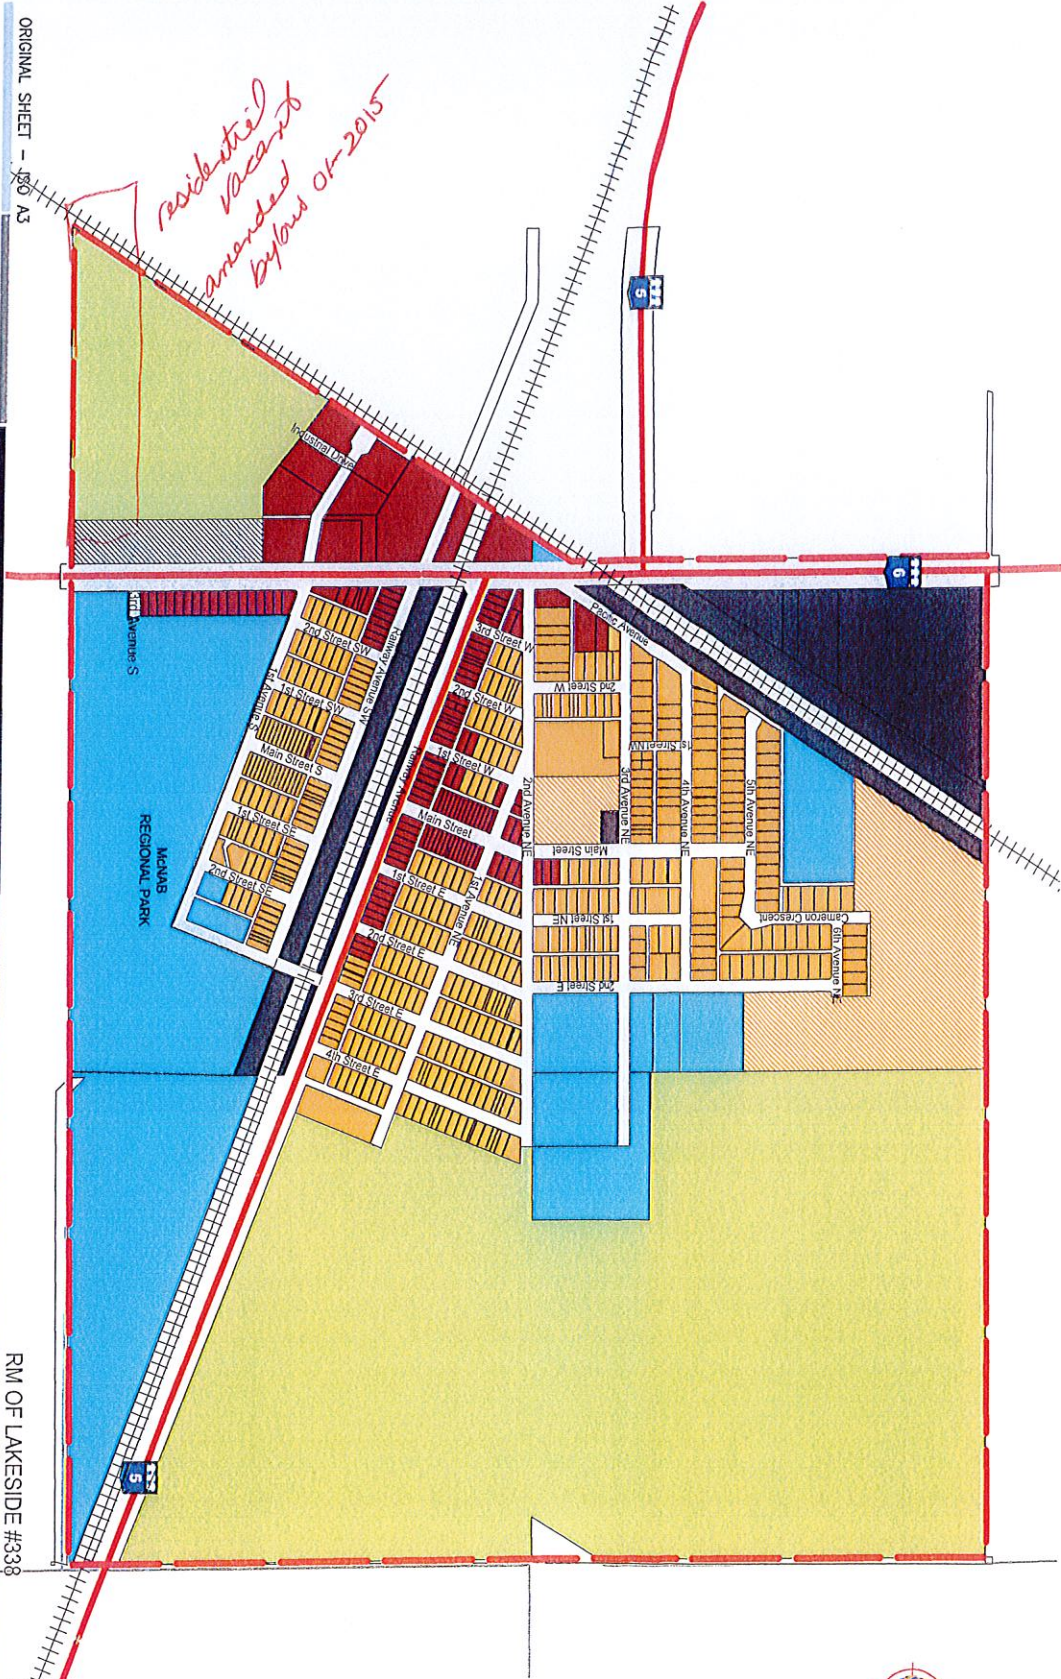 ORIGINAL SHEET - ISO A3
residential
vacant
amended
bylaw 01-2015
5
6
Industrial Drive
3rd Avenue S
2nd Street SW
1st Street SW
1st Avenue S
Main Street S
1st Street SE
2nd Street SE
Railway Avenue SW
McNAB
REGIONAL PARK
Pacific Avenue
3rd Street W
2nd Street W
1st Street W
Railway Avenue
Main Street
1st Street E
1st Avenue NE
2nd Street E
3rd Street E
4th Street E
2nd Avenue NE
2nd Street W
1st Street NW
3rd Avenue NE
4th Avenue NE
5th Avenue NE
Main Street
1st Street NE
2nd Street E
Cameron Crescent
6th Avenue NE
5
RM OF LAKESIDE #338